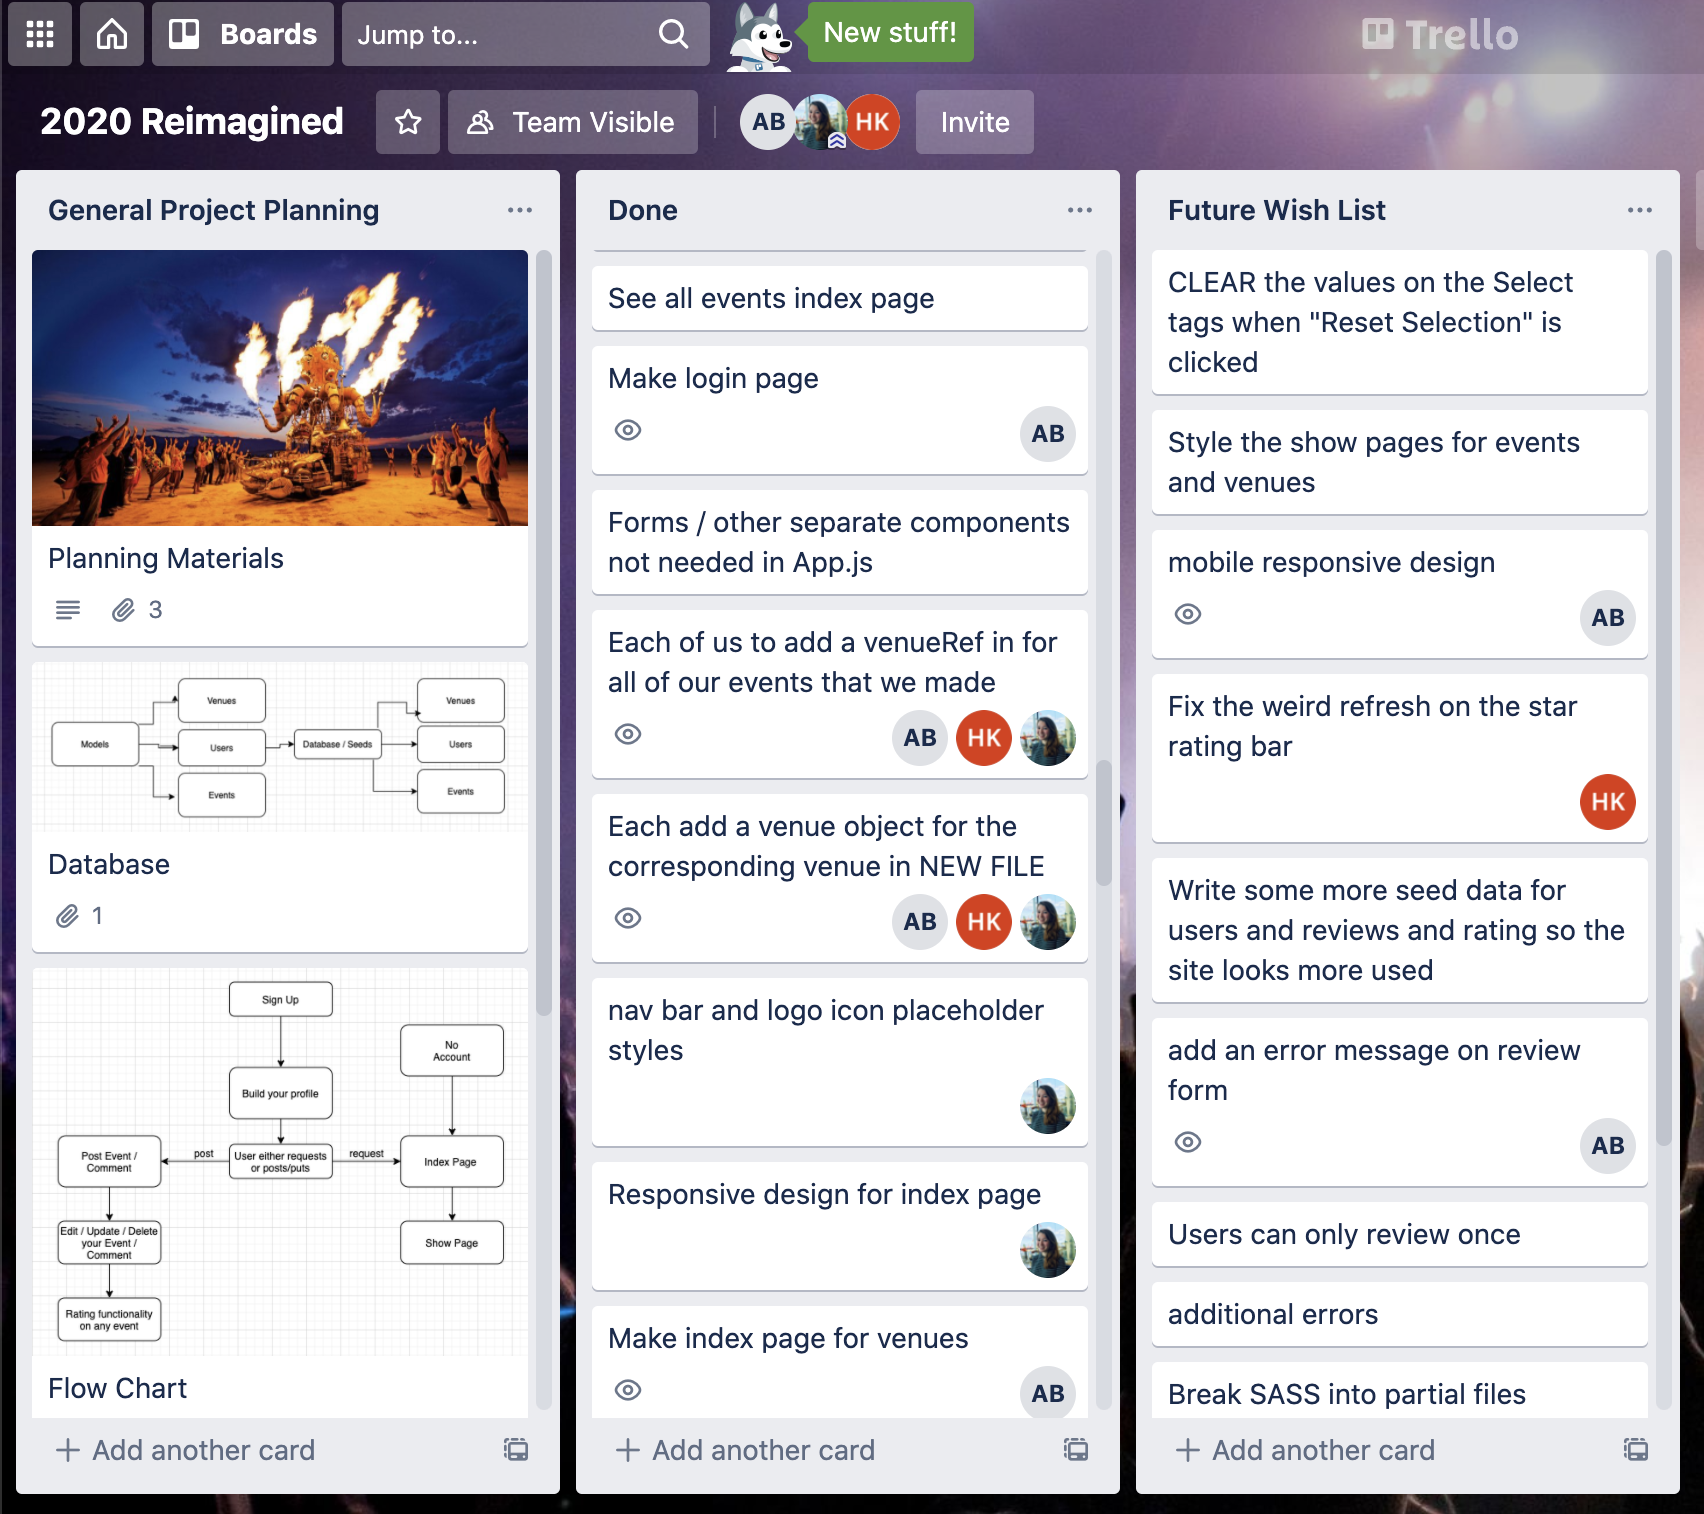 Boards
Jump to...
New stuff!
Trello
2020 Reimagined
Team Visible
AB
HK
Invite
General Project Planning
Planning Materials
3
Models
Venues
Users
Events
Database / Seeds
Venues
Users
Events
Database
1
Sign Up
No
Account
Build your profile
Post Event /
Comment
post
User either requests
or posts/puts
request
Index Page
Edit / Update / Delete
your Event /
Comment
Show Page
Rating functionality
on any event
Flow Chart
Add another card
Done
See all events index page
Make login page
AB
Forms / other separate components
not needed in App.js
Each of us to add a venueRef in for
all of our events that we made
AB
HK
Each add a venue object for the
corresponding venue in NEW FILE
AB
HK
nav bar and logo icon placeholder
styles
Responsive design for index page
Make index page for venues
AB
Add another card
Future Wish List
CLEAR the values on the Select
tags when "Reset Selection" is
clicked
Style the show pages for events
and venues
mobile responsive design
AB
Fix the weird refresh on the star
rating bar
HK
Write some more seed data for
users and reviews and rating so the
site looks more used
add an error message on review
form
AB
Users can only review once
additional errors
Break SASS into partial files
Add another card